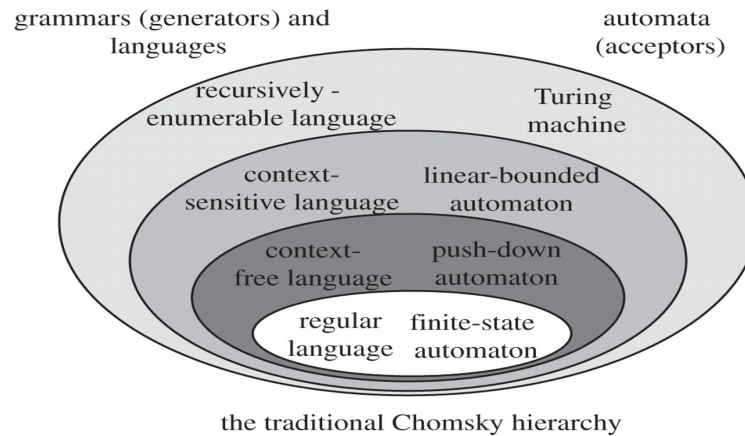 grammars (generators) and
languages
automata
(acceptors)
recursively -
enumerable language
Turing
machine
context-
sensitive language
linear-bounded
automaton
context-
free language
push-down
automaton
regular
language
finite-state
automaton
the traditional Chomsky hierarchy